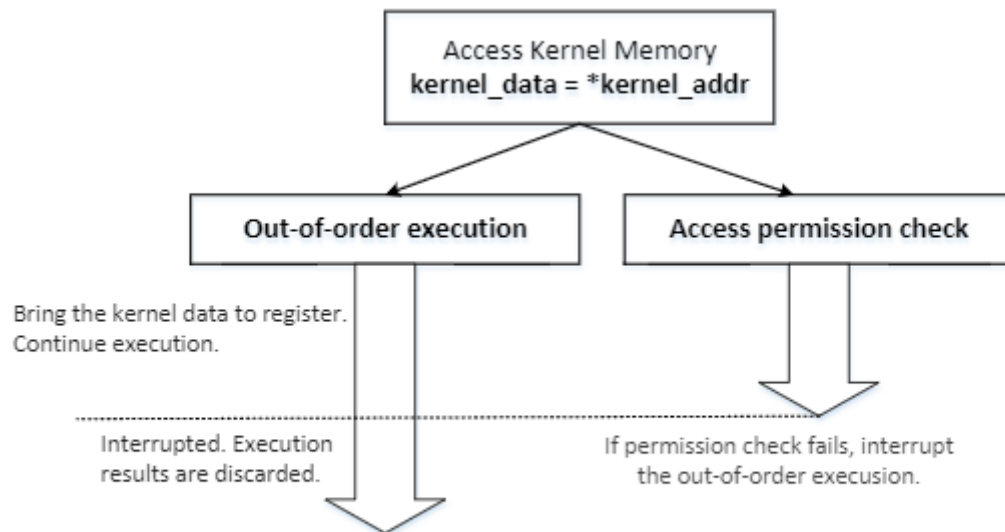 Access Kernel Memory
kernel_data = *kernel_addr
Out-of-order execution
Access permission check
Bring the kernel data to register.
Continue execution.
Interrupted. Execution
results are discarded.
If permission check fails, interrupt
the out-of-order execusion.